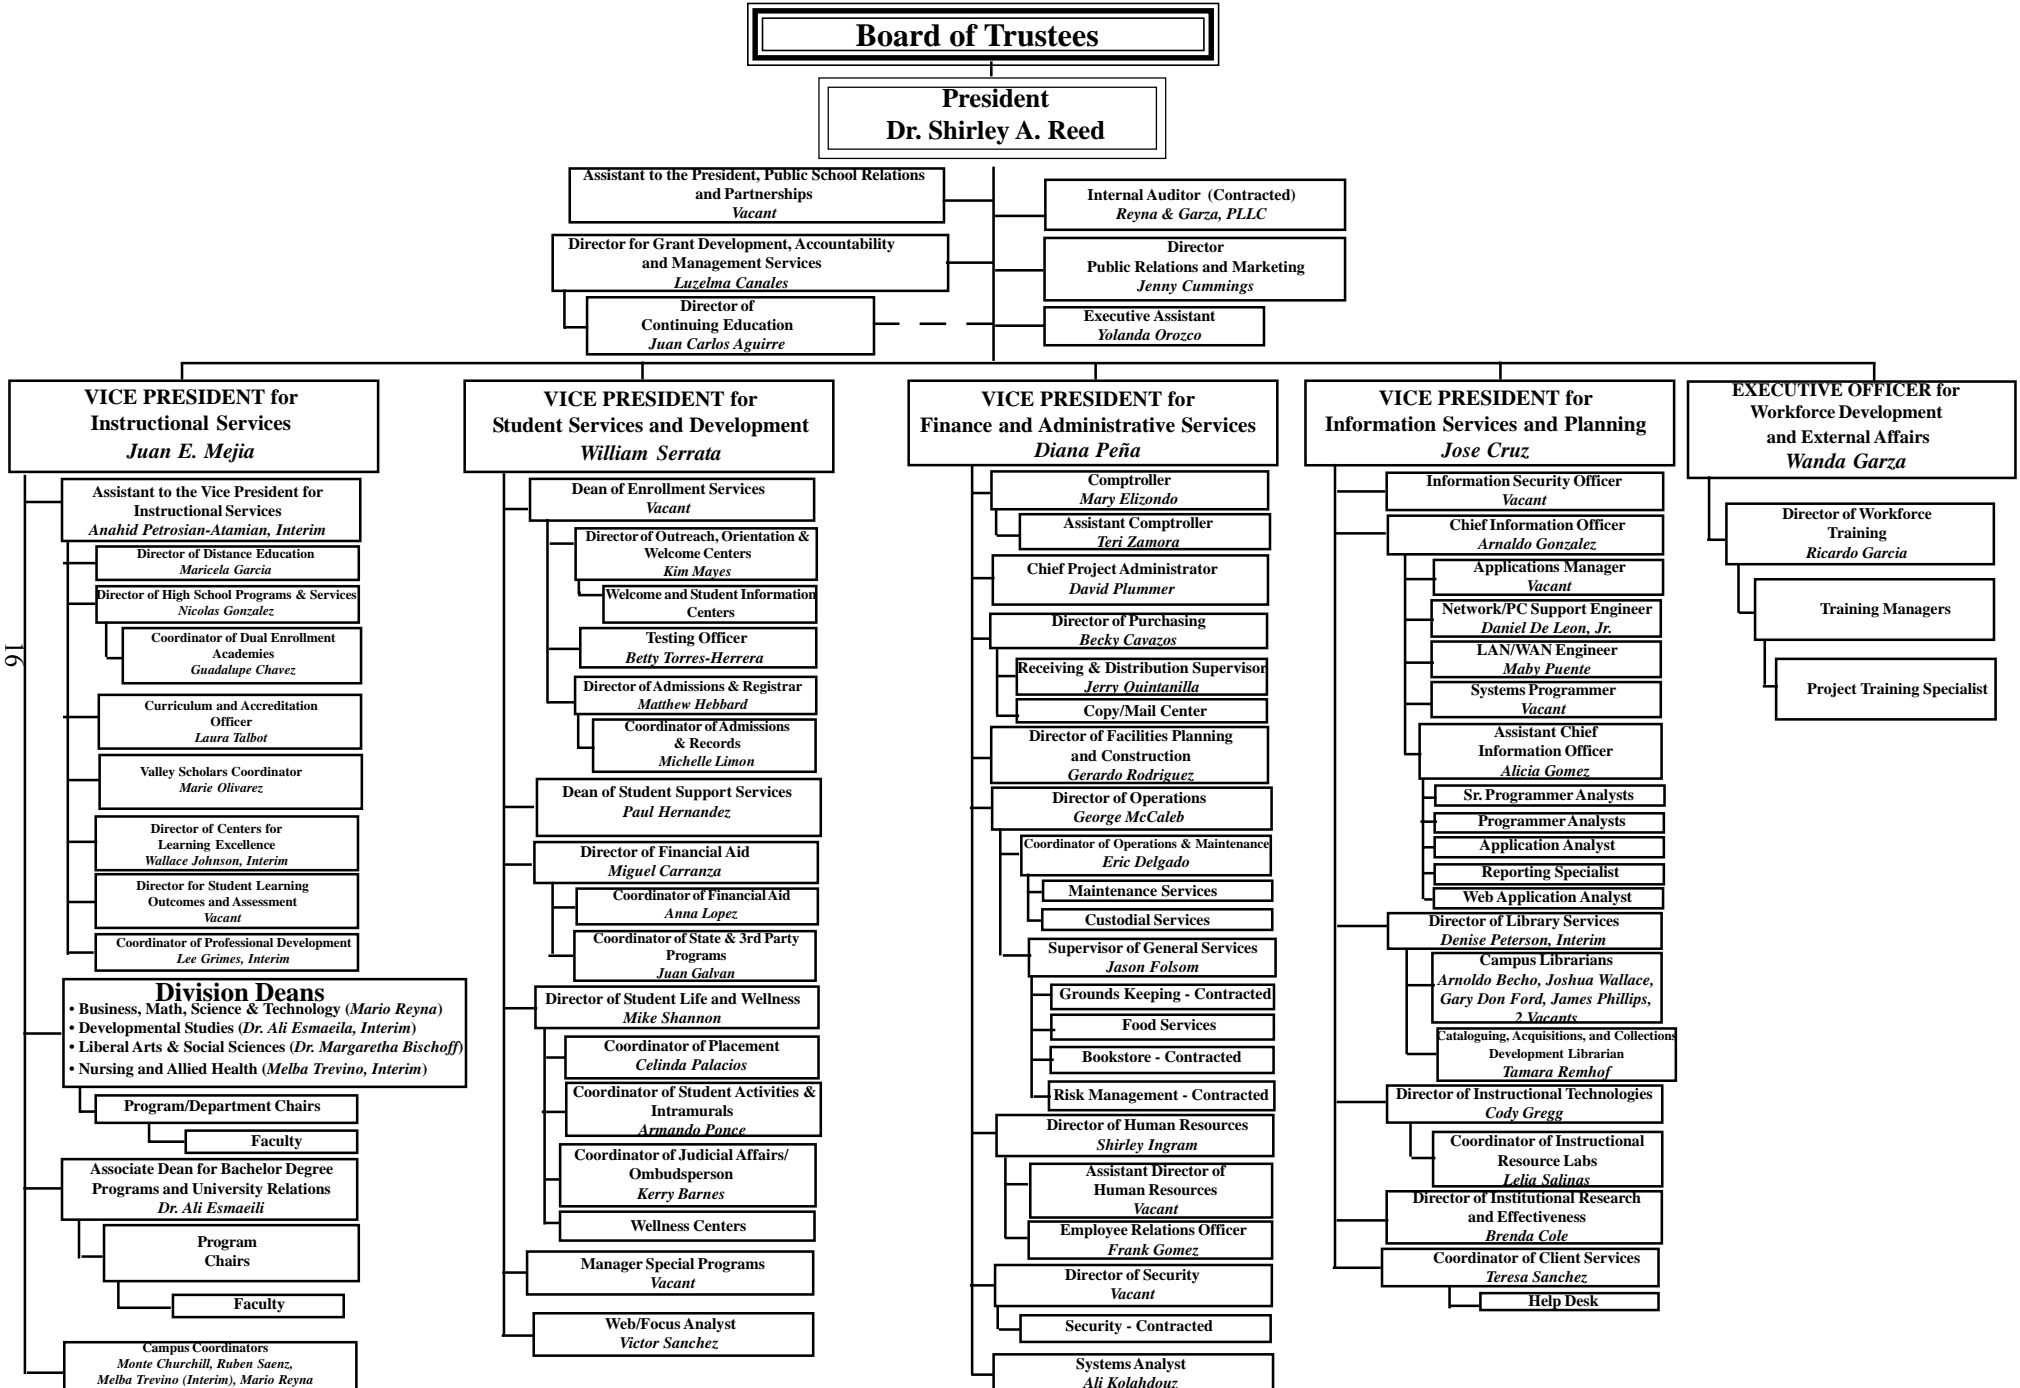 Board of Trustees
President
Dr. Shirley A. Reed
Assistant to the President, Public School Relations
and Partnerships
Vacant
Internal Auditor (Contracted)
Reyna & Garza, PLLC
Director for Grant Development, Accountability
and Management Services
Luzelma Canales
Director
Public Relations and Marketing
Jenny Cummings
Director of
Continuing Education
Juan Carlos Aguirre
Executive Assistant
Yolanda Orozco
VICE PRESIDENT for
Instructional Services
Juan E. Mejia
Assistant to the Vice President for
Instructional Services
Anahid Petrosian-Atamian, Interim
Director of Distance Education
Maricela Garcia
Director of High School Programs & Services
Nicolas Gonzalez
Coordinator of Dual Enrollment
Academies
Guadalupe Chavez
Curriculum and Accreditation
Officer
Laura Talbot
Valley Scholars Coordinator
Marie Olivarez
Director of Centers for
Learning Excellence
Wallace Johnson, Interim
Director for Student Learning
Outcomes and Assessment
Vacant
Coordinator of Professional Development
Lee Grimes, Interim
Division Deans
• Business, Math, Science & Technology (Mario Reyna)
• Developmental Studies (Dr. Ali Esmaeila, Interim)
• Liberal Arts & Social Sciences (Dr. Margaretha Bischoff)
• Nursing and Allied Health (Melba Trevino, Interim)
Program/Department Chairs
Faculty
Associate Dean for Bachelor Degree
Programs and University Relations
Dr. Ali Esmaeili
Program
Chairs
Faculty
Campus Coordinators
Monte Churchill, Ruben Saenz,
Melba Trevino (Interim), Mario Reyna
16
VICE PRESIDENT for
Student Services and Development
William Serrata
Dean of Enrollment Services
Vacant
Director of Outreach, Orientation &
Welcome Centers
Kim Mayes
Welcome and Student Information
Centers
Testing Officer
Betty Torres-Herrera
Director of Admissions & Registrar
Matthew Hebbard
Coordinator of Admissions
& Records
Michelle Limon
Dean of Student Support Services
Paul Hernandez
Director of Financial Aid
Miguel Carranza
Coordinator of Financial Aid
Anna Lopez
Coordinator of State & 3rd Party
Programs
Juan Galvan
Director of Student Life and Wellness
Mike Shannon
Coordinator of Placement
Celinda Palacios
Coordinator of Student Activities &
Intramurals
Armando Ponce
Coordinator of Judicial Affairs/
Ombudsperson
Kerry Barnes
Wellness Centers
Manager Special Programs
Vacant
Web/Focus Analyst
Victor Sanchez
VICE PRESIDENT for
Finance and Administrative Services
Diana Peña
Comptroller
Mary Elizondo
Assistant Comptroller
Teri Zamora
Chief Project Administrator
David Plummer
Director of Purchasing
Becky Cavazos
Receiving & Distribution Supervisor
Jerry Quintanilla
Copy/Mail Center
Director of Facilities Planning
and Construction
Gerardo Rodriguez
Director of Operations
George McCaleb
Coordinator of Operations & Maintenance
Eric Delgado
Maintenance Services
Custodial Services
Supervisor of General Services
Jason Folsom
Grounds Keeping - Contracted
Food Services
Bookstore - Contracted
Risk Management - Contracted
Director of Human Resources
Shirley Ingram
Assistant Director of
Human Resources
Vacant
Employee Relations Officer
Frank Gomez
Director of Security
Vacant
Security - Contracted
Systems Analyst
Ali Kolahdouz
VICE PRESIDENT for
Information Services and Planning
Jose Cruz
Information Security Officer
Vacant
Chief Information Officer
Arnaldo Gonzalez
Applications Manager
Vacant
Network/PC Support Engineer
Daniel De Leon, Jr.
LAN/WAN Engineer
Maby Puente
Systems Programmer
Vacant
Assistant Chief
Information Officer
Alicia Gomez
Sr. Programmer Analysts
Programmer Analysts
Application Analyst
Reporting Specialist
Web Application Analyst
Director of Library Services
Denise Peterson, Interim
Campus Librarians
Arnoldo Becho, Joshua Wallace,
Gary Don Ford, James Phillips,
2 Vacants
Cataloguing, Acquisitions, and Collections
Development Librarian
Tamara Remhof
Director of Instructional Technologies
Cody Gregg
Coordinator of Instructional
Resource Labs
Lelia Salinas
Director of Institutional Research
and Effectiveness
Brenda Cole
Coordinator of Client Services
Teresa Sanchez
Help Desk
EXECUTIVE OFFICER for
Workforce Development
and External Affairs
Wanda Garza
Director of Workforce
Training
Ricardo Garcia
Training Managers
Project Training Specialist